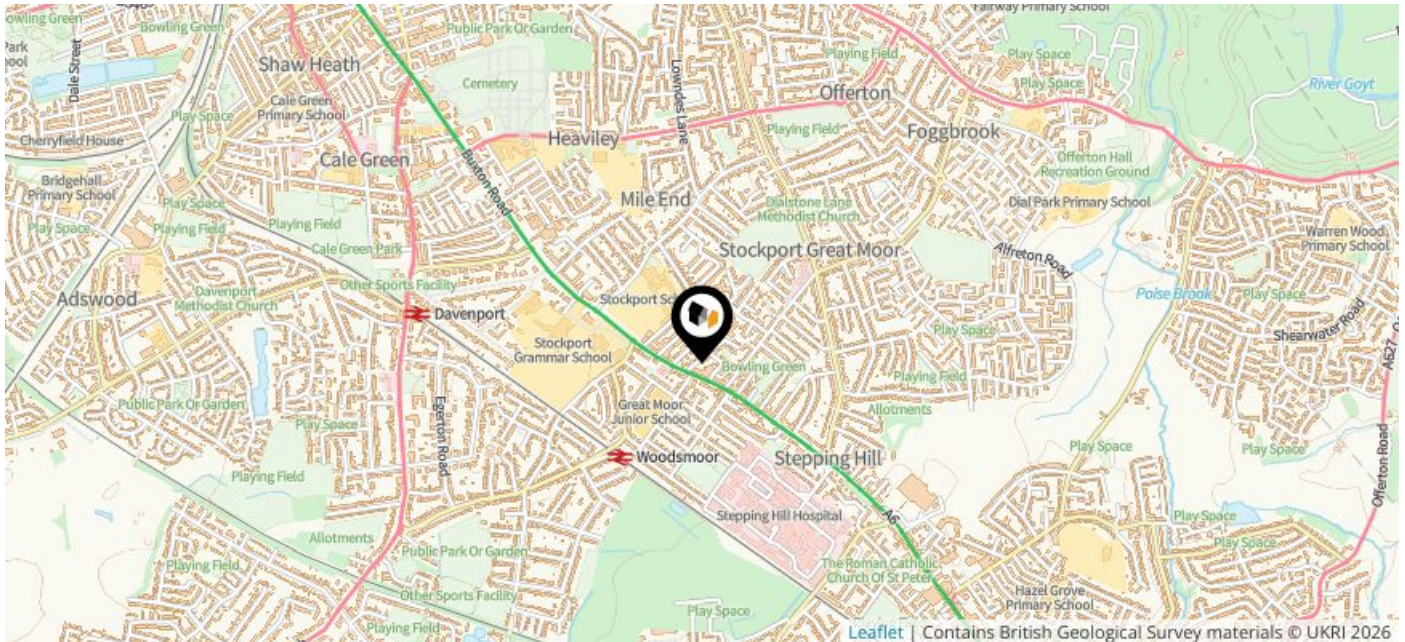 Bowling Green
Bowling Green
Park
Dale Street
Public Park Or Garden
Shaw Heath
Cemetery
Lowndes Lane
Playing Field
Fairway Primary School
Play Space
River Goyt
Cale Green
Primary School
Play Space
Offerton
Cherryfield House
Heaviley
Playing Field
Foggbrook
Play Space
Cale Green
Buxton Road
Offerton Hall
Recreation Ground
Bridgehall
Primary School
Play Space
Play Space
Playing Field
Playing Field
Mile End
Dialstone Lane
Methodist Church
Dial Park Primary School
Warren Wood
Primary School
Cale Green Park
Stockport Great Moor
Alfreton Road
Adswood
Davenport
Methodist Church
Other Sports Facility
Stockport
Poise Brook
Play Space
Davenport
Play Space
Shearwater Road
Stockport
Grammar School
A627
Bowling Green
Playing Field
Public Park Or Garden
Egerton Road
Great Moor
Junior School
Allotments
Play Space
Offerton Road
Play Space
Play Space
Woodsmoor
Stepping Hill
Playing Field
Stepping Hill Hospital
A6
Play Space
Allotments
Play Space
Public Park Or Garden
Playing Field
The Roman Catholic
Church Of St Peter
Other Sports Facility
Hazel Grove
Primary School
Play Space
Leaflet | Contains British Geological Survey materials © UKRI 2026